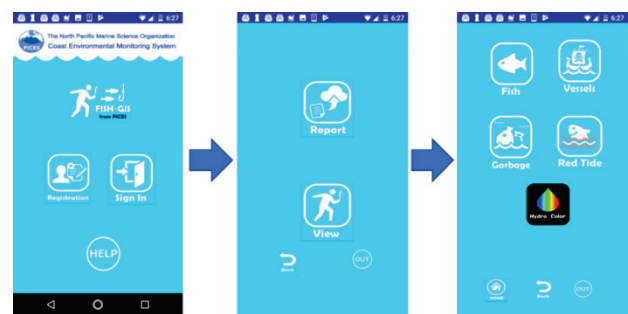 6:27
The North Pacific Marine Science Organization
Coast Environmental Monitoring System
PICES
FISH-GIS
from PICES
Registration
Sign In
HELP
6:27
Report
View
Back
OUT
6:27
Fish
Vessels
Garbage
Red Tide
Hydro Color
HOME
Back
OUT